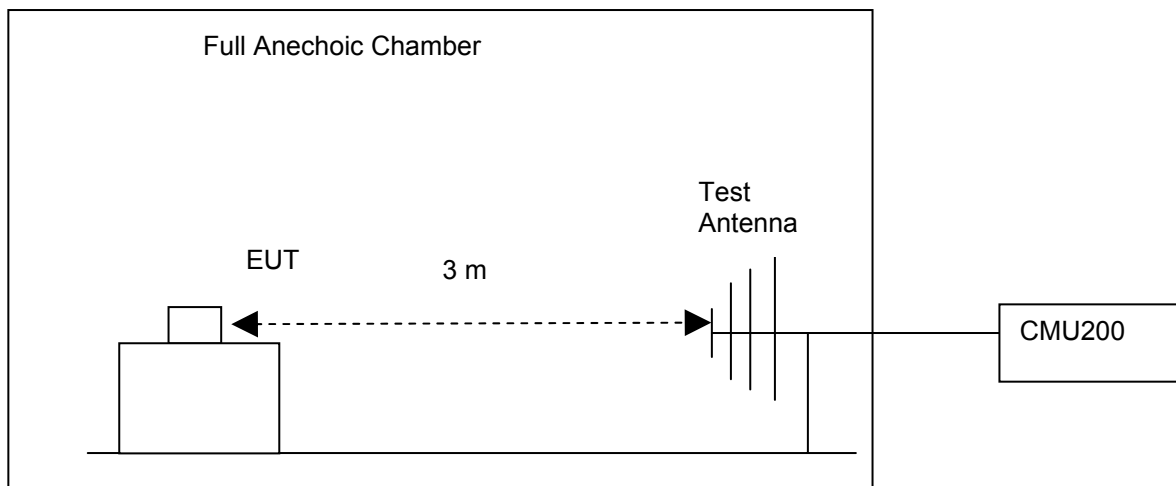 Full Anechoic Chamber
Test
Antenna
EUT
3 m
CMU200